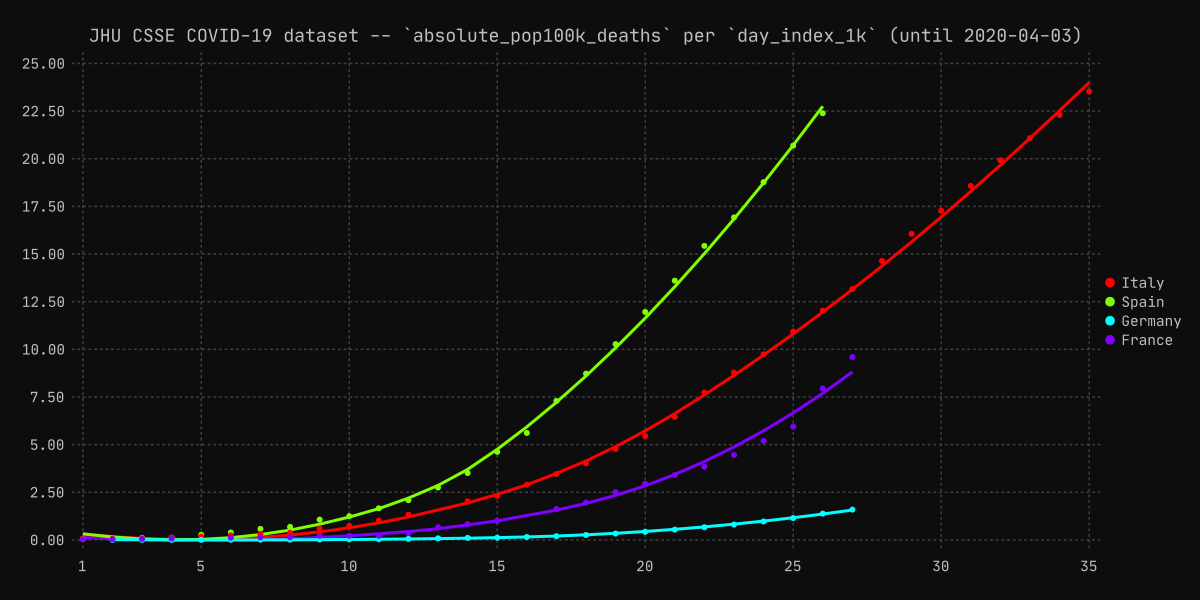 JHU CSSE COVID-19 dataset -- `absolute_pop100k_deaths` per `day_index_1k` (until 2020-04-03)
25.00
22.50
20.00
17.50
15.00
12.50
10.00
7.50
5.00
2.50
0.00
1 5 10 15 20 25 30 35
Italy
Spain
Germany
France